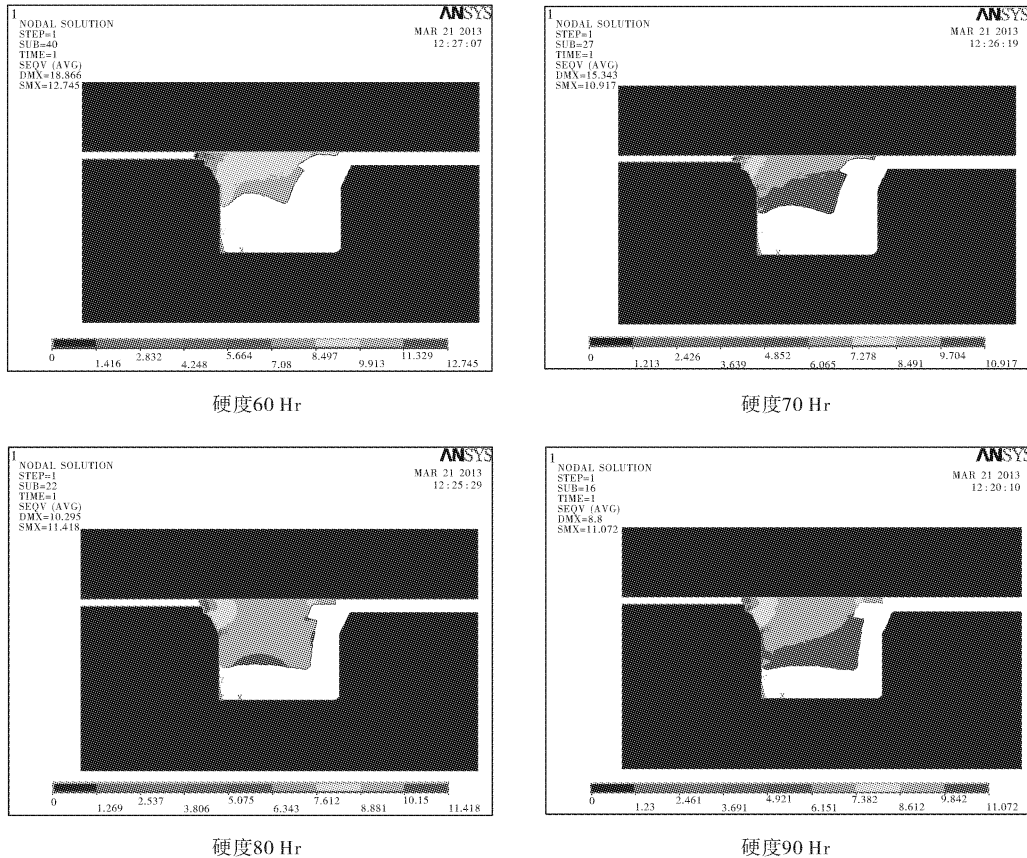 1
ANSYS
NODAL SOLUTION
STEP=1
SUB=40
TIME=1
SEQV (AVG)
DMX=18.866
SMX=12.745
MAR 21 2013
12:27:07
X
0 2.832 5.664 8.497 11.329
1.416 4.248 7.08 9.913 12.745
硬度60 Hr
1
ANSYS
NODAL SOLUTION
STEP=1
SUB=27
TIME=1
SEQV (AVG)
DMX=15.343
SMX=10.917
MAR 21 2013
12:26:19
X
0 2.426 4.852 7.278 9.704
1.213 3.639 6.065 8.491 10.917
硬度70 Hr
1
ANSYS
NODAL SOLUTION
STEP=1
SUB=22
TIME=1
SEQV (AVG)
DMX=10.295
SMX=11.418
MAR 21 2013
12:25:29
X
0 2.537 5.075 7.612 10.15
1.269 3.806 6.343 8.881 11.418
硬度80 Hr
1
ANSYS
NODAL SOLUTION
STEP=1
SUB=16
TIME=1
SEQV (AVG)
DMX=8.8
SMX=11.072
MAR 21 2013
12:20:10
X
0 2.461 4.921 7.382 9.842
1.23 3.691 6.151 8.612 11.072
硬度90 Hr